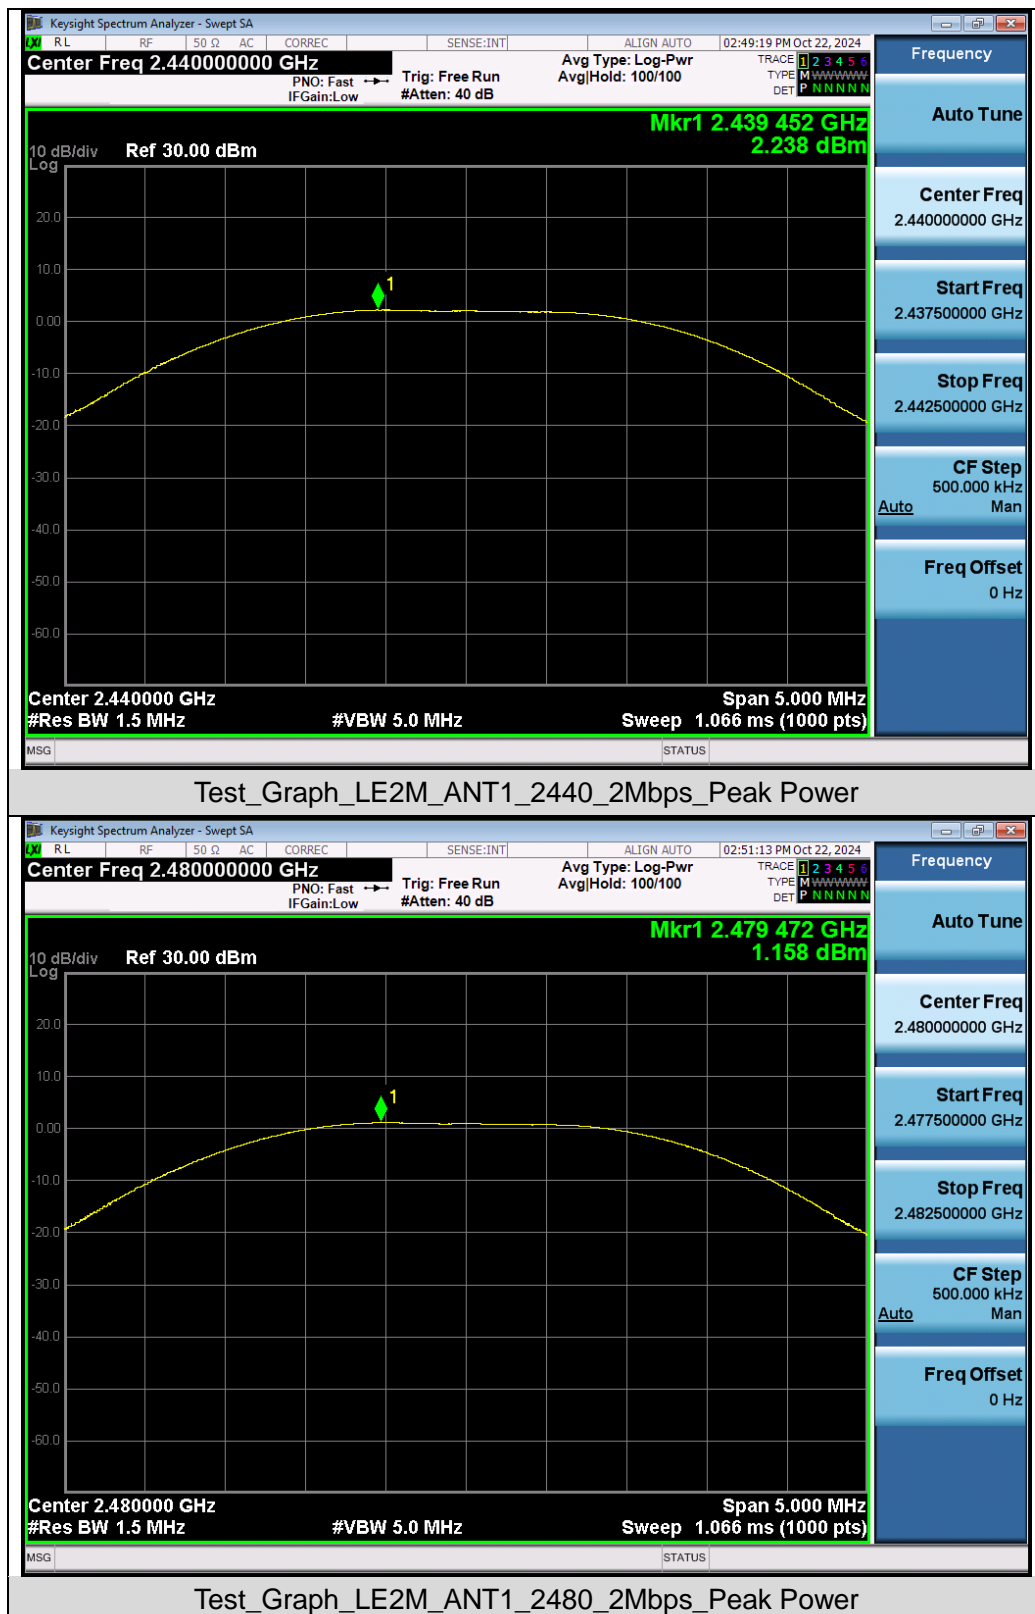 Keysight Spectrum Analyzer - Swept SA
LXI RL RF 50 Ω AC CORREC SENSE:INT ALIGN AUTO 02:49:19 PM Oct 22, 2024
Center Freq 2.440000000 GHz
PNO: Fast
IFGain:Low
Trig: Free Run
#Atten: 40 dB
Avg Type: Log-Pwr
Avg|Hold: 100/100
TRACE 1 2 3 4 5 6
TYPE M WWWWW
DET P N N N N N
Mkr1 2.439 452 GHz
2.238 dBm
10 dB/div Ref 30.00 dBm
Log
20.0
10.0
1
0.00
-10.0
-20.0
-30.0
-40.0
-50.0
-60.0
Center 2.440000 GHz Span 5.000 MHz
#Res BW 1.5 MHz #VBW 5.0 MHz Sweep 1.066 ms (1000 pts)
MSG STATUS
Frequency
Auto Tune
Center Freq
2.440000000 GHz
Start Freq
2.437500000 GHz
Stop Freq
2.442500000 GHz
CF Step
500.000 kHz
Auto Man
Freq Offset
0 Hz
Test_Graph_LE2M_ANT1_2440_2Mbps_Peak Power
Keysight Spectrum Analyzer - Swept SA
LXI RL RF 50 Ω AC CORREC SENSE:INT ALIGN AUTO 02:51:13 PM Oct 22, 2024
Center Freq 2.480000000 GHz
PNO: Fast
IFGain:Low
Trig: Free Run
#Atten: 40 dB
Avg Type: Log-Pwr
Avg|Hold: 100/100
TRACE 1 2 3 4 5 6
TYPE M WWWWW
DET P N N N N N
Mkr1 2.479 472 GHz
1.158 dBm
10 dB/div Ref 30.00 dBm
Log
20.0
10.0
1
0.00
-10.0
-20.0
-30.0
-40.0
-50.0
-60.0
Center 2.480000 GHz Span 5.000 MHz
#Res BW 1.5 MHz #VBW 5.0 MHz Sweep 1.066 ms (1000 pts)
MSG STATUS
Frequency
Auto Tune
Center Freq
2.480000000 GHz
Start Freq
2.477500000 GHz
Stop Freq
2.482500000 GHz
CF Step
500.000 kHz
Auto Man
Freq Offset
0 Hz
Test_Graph_LE2M_ANT1_2480_2Mbps_Peak Power